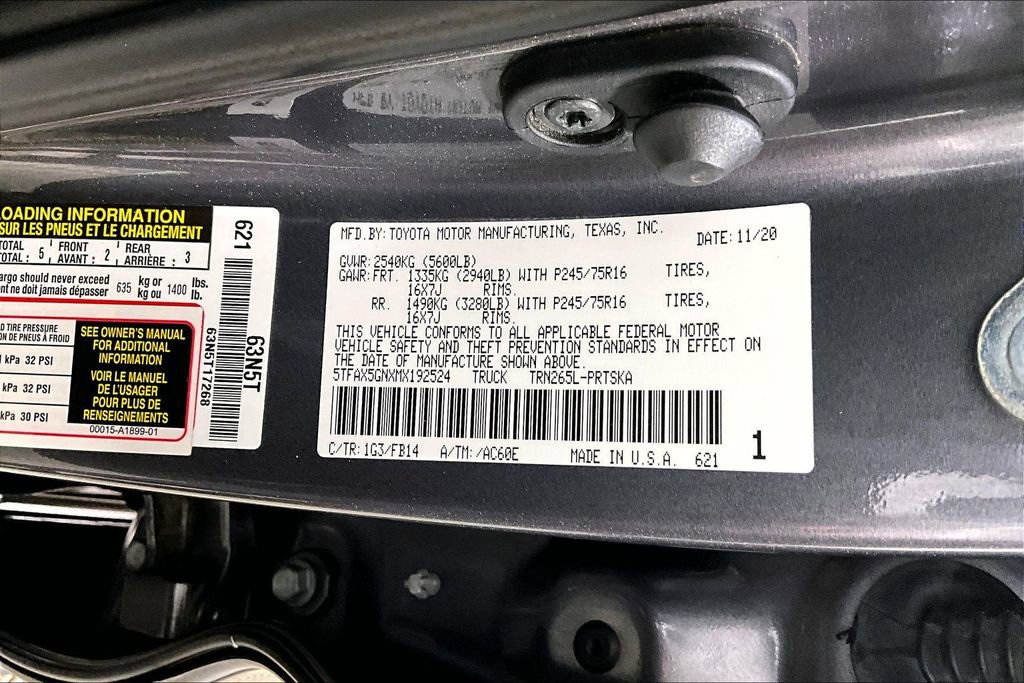 LOADING INFORMATION
SUR LES PNEUS ET LE CHARGEMENT
TOTAL : 5 FRONT AVANT : 2 REAR ARRIÈRE : 3
cargo should never exceed 635 kg or 1400 lbs.
ne doit jamais dépasser kg ou lb.
TIRE PRESSURE
DE PNEUS À FROID
kPa 32 PSI
kPa 32 PSI
kPa 30 PSI
SEE OWNER'S MANUAL
FOR ADDITIONAL
INFORMATION
VOIR LE MANUEL
DE L'USAGER
POUR PLUS DE
RENSEIGNEMENTS
00015-A1899-01
621
63N5T
63N5T17268
MFD.BY:TOYOTA MOTOR MANUFACTURING, TEXAS, INC. DATE:11/20
GVWR:2540KG (5600LB)
GAWR:FRT. 1335KG (2940LB) WITH P245/75R16 TIRES,
16X7J RIMS.
RR. 1490KG (3280LB) WITH P245/75R16 TIRES,
16X7J RIMS.
THIS VEHICLE CONFORMS TO ALL APPLICABLE FEDERAL MOTOR
VEHICLE SAFETY AND THEFT PREVENTION STANDARDS IN EFFECT ON
THE DATE OF MANUFACTURE SHOWN ABOVE.
5TFAX5GNXMX192524 TRUCK TRN265L-PRTSKA
C/TR:1G3/FB14 A/TM:/AC60E MADE IN U.S.A. 621
1